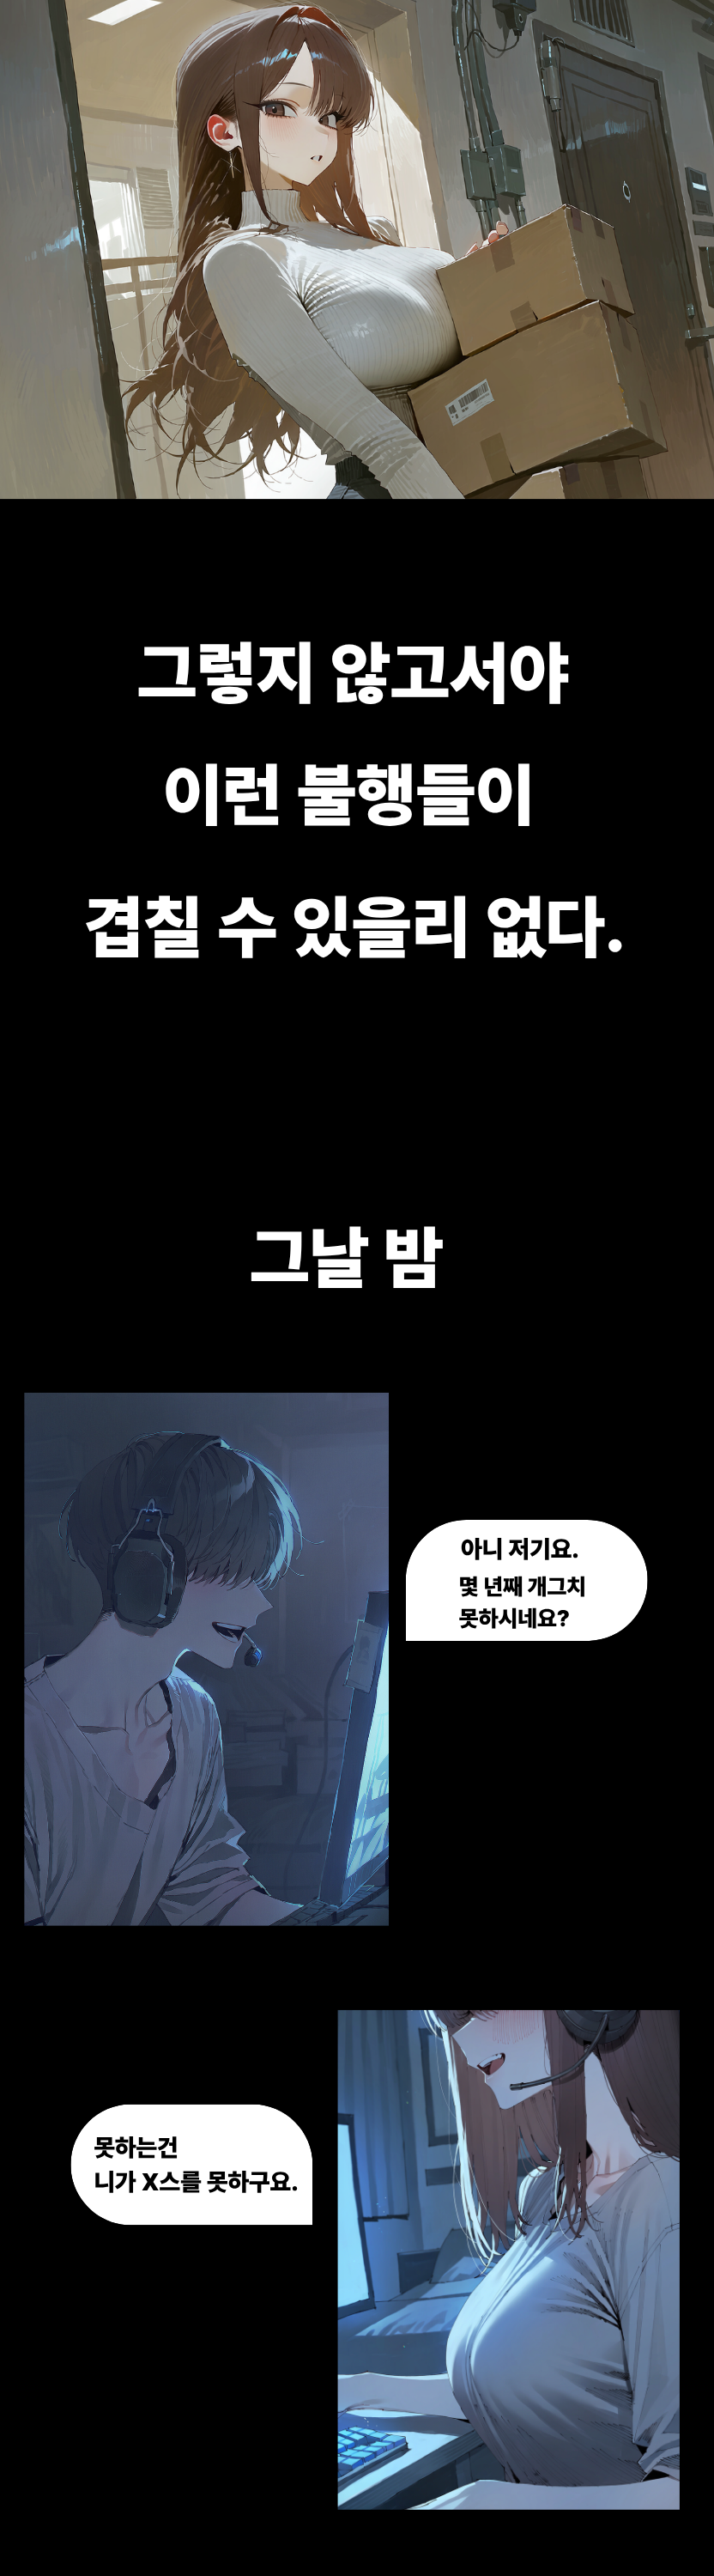 그렇지 않고서야
이런 불행들이
겹칠 수 있을리 없다.
그날 밤
아니 저기요.
몇 년째 개그치
못하시네요?
못하는건
니가 X스를 못하구요.